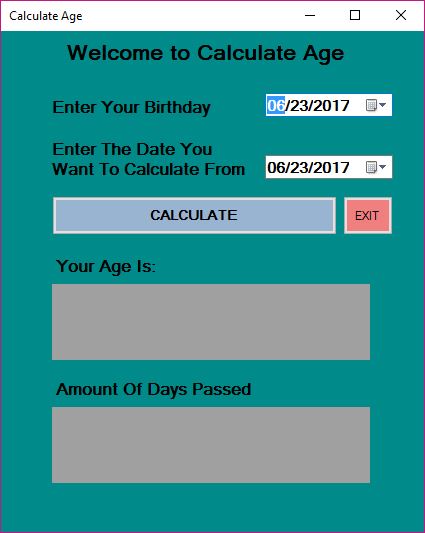 Calculate Age
Welcome to Calculate Age
Enter Your Birthday
06/23/2017
Enter The Date You
Want To Calculate From
06/23/2017
CALCULATE
EXIT
Your Age Is:
Amount Of Days Passed